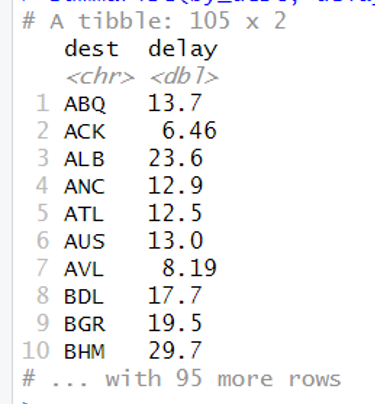 # A tibble: 105 x 2
dest delay
<chr> <dbl>
1 ABQ 13.7
2 ACK 6.46
3 ALB 23.6
4 ANC 12.9
5 ATL 12.5
6 AUS 13.0
7 AVL 8.19
8 BDL 17.7
9 BGR 19.5
10 BHM 29.7
# ... with 95 more rows